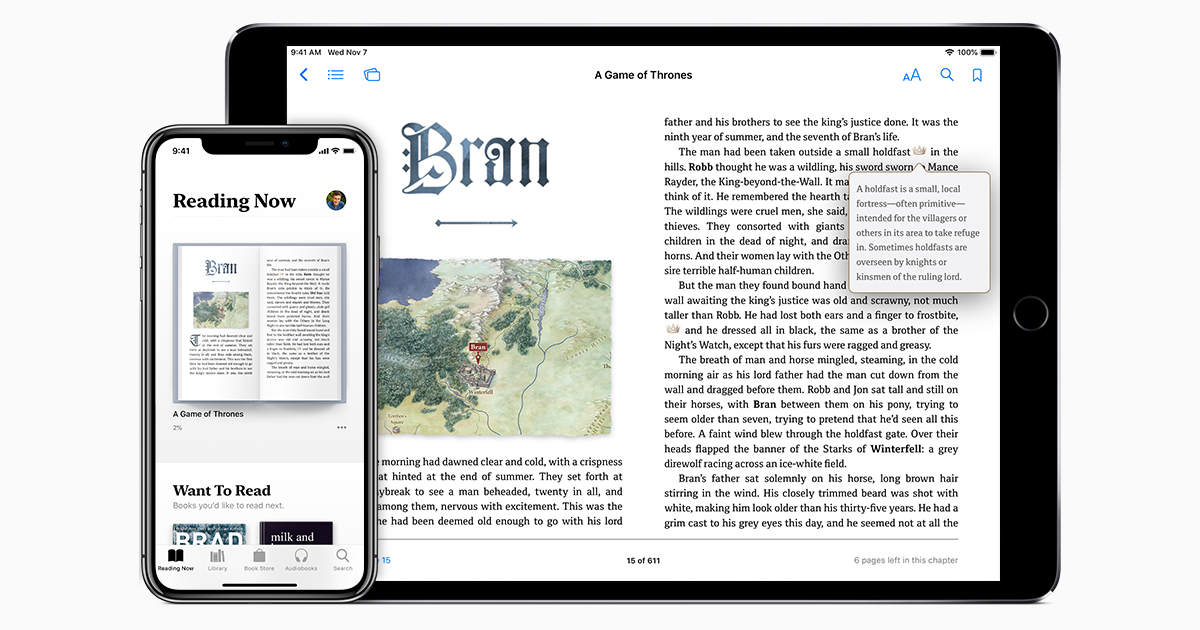 9:41
Reading Now
Bran
A Game of Thrones
2%
Want To Read
Books you'd like to read next.
BRAD
milk and
Reading Now
Library
Book Store
Audiobooks
Search
9:41 AM Wed Nov 7
100%
A Game of Thrones
AA
Bran
Bran
Winterfell
morning had dawned clear and cold, with a crispness
hinted at the end of summer. They set forth at
to see a man beheaded, twenty in all, and
among them, nervous with excitement. This was the
had been deemed old enough to go with his lord
15
father and his brothers to see the king's justice done. It was the
ninth year of summer, and the seventh of Bran's life.
The man had been taken outside a small holdfast in the
hills. Robb thought he was a wildling, his sword sworn Mance
Rayder, the King-beyond-the-Wall. It
think of it. He remembered the hearth
The wildlings were cruel men, she said,
thieves. They consorted with giants
children in the dead of night, and
horns. And their women lay with the
sire terrible half-human children.
But the man they found bound hand
wall awaiting the king's justice was old and scrawny, not much
taller than Robb. He had lost both ears and a finger to frostbite,
and he dressed all in black, the same as a brother of the
Night's Watch, except that his furs were ragged and greasy.
The breath of man and horse mingled, steaming, in the cold
morning air as his lord father had the man cut down from the
wall and dragged before them. Robb and Jon sat tall and still on
their horses, with Bran between them on his pony, trying to
seem older than seven, trying to pretend that he'd seen all this
before. A faint wind blew through the holdfast gate. Over their
heads flapped the banner of the Starks of Winterfell: a grey
direwolf racing across an ice-white field.
Bran's father sat solemnly on his horse, long brown hair
stirring in the wind. His closely trimmed beard was shot with
white, making him look older than his thirty-five years. He had a
grim cast to his grey eyes this day, and he seemed not at all the
A holdfast is a small, local
fortress—often primitive—
intended for the villagers or
others in its area to take refuge
in. Sometimes holdfasts are
overseen by knights or
kinsmen of the ruling lord.
15 of 611
6 pages left in this chapter